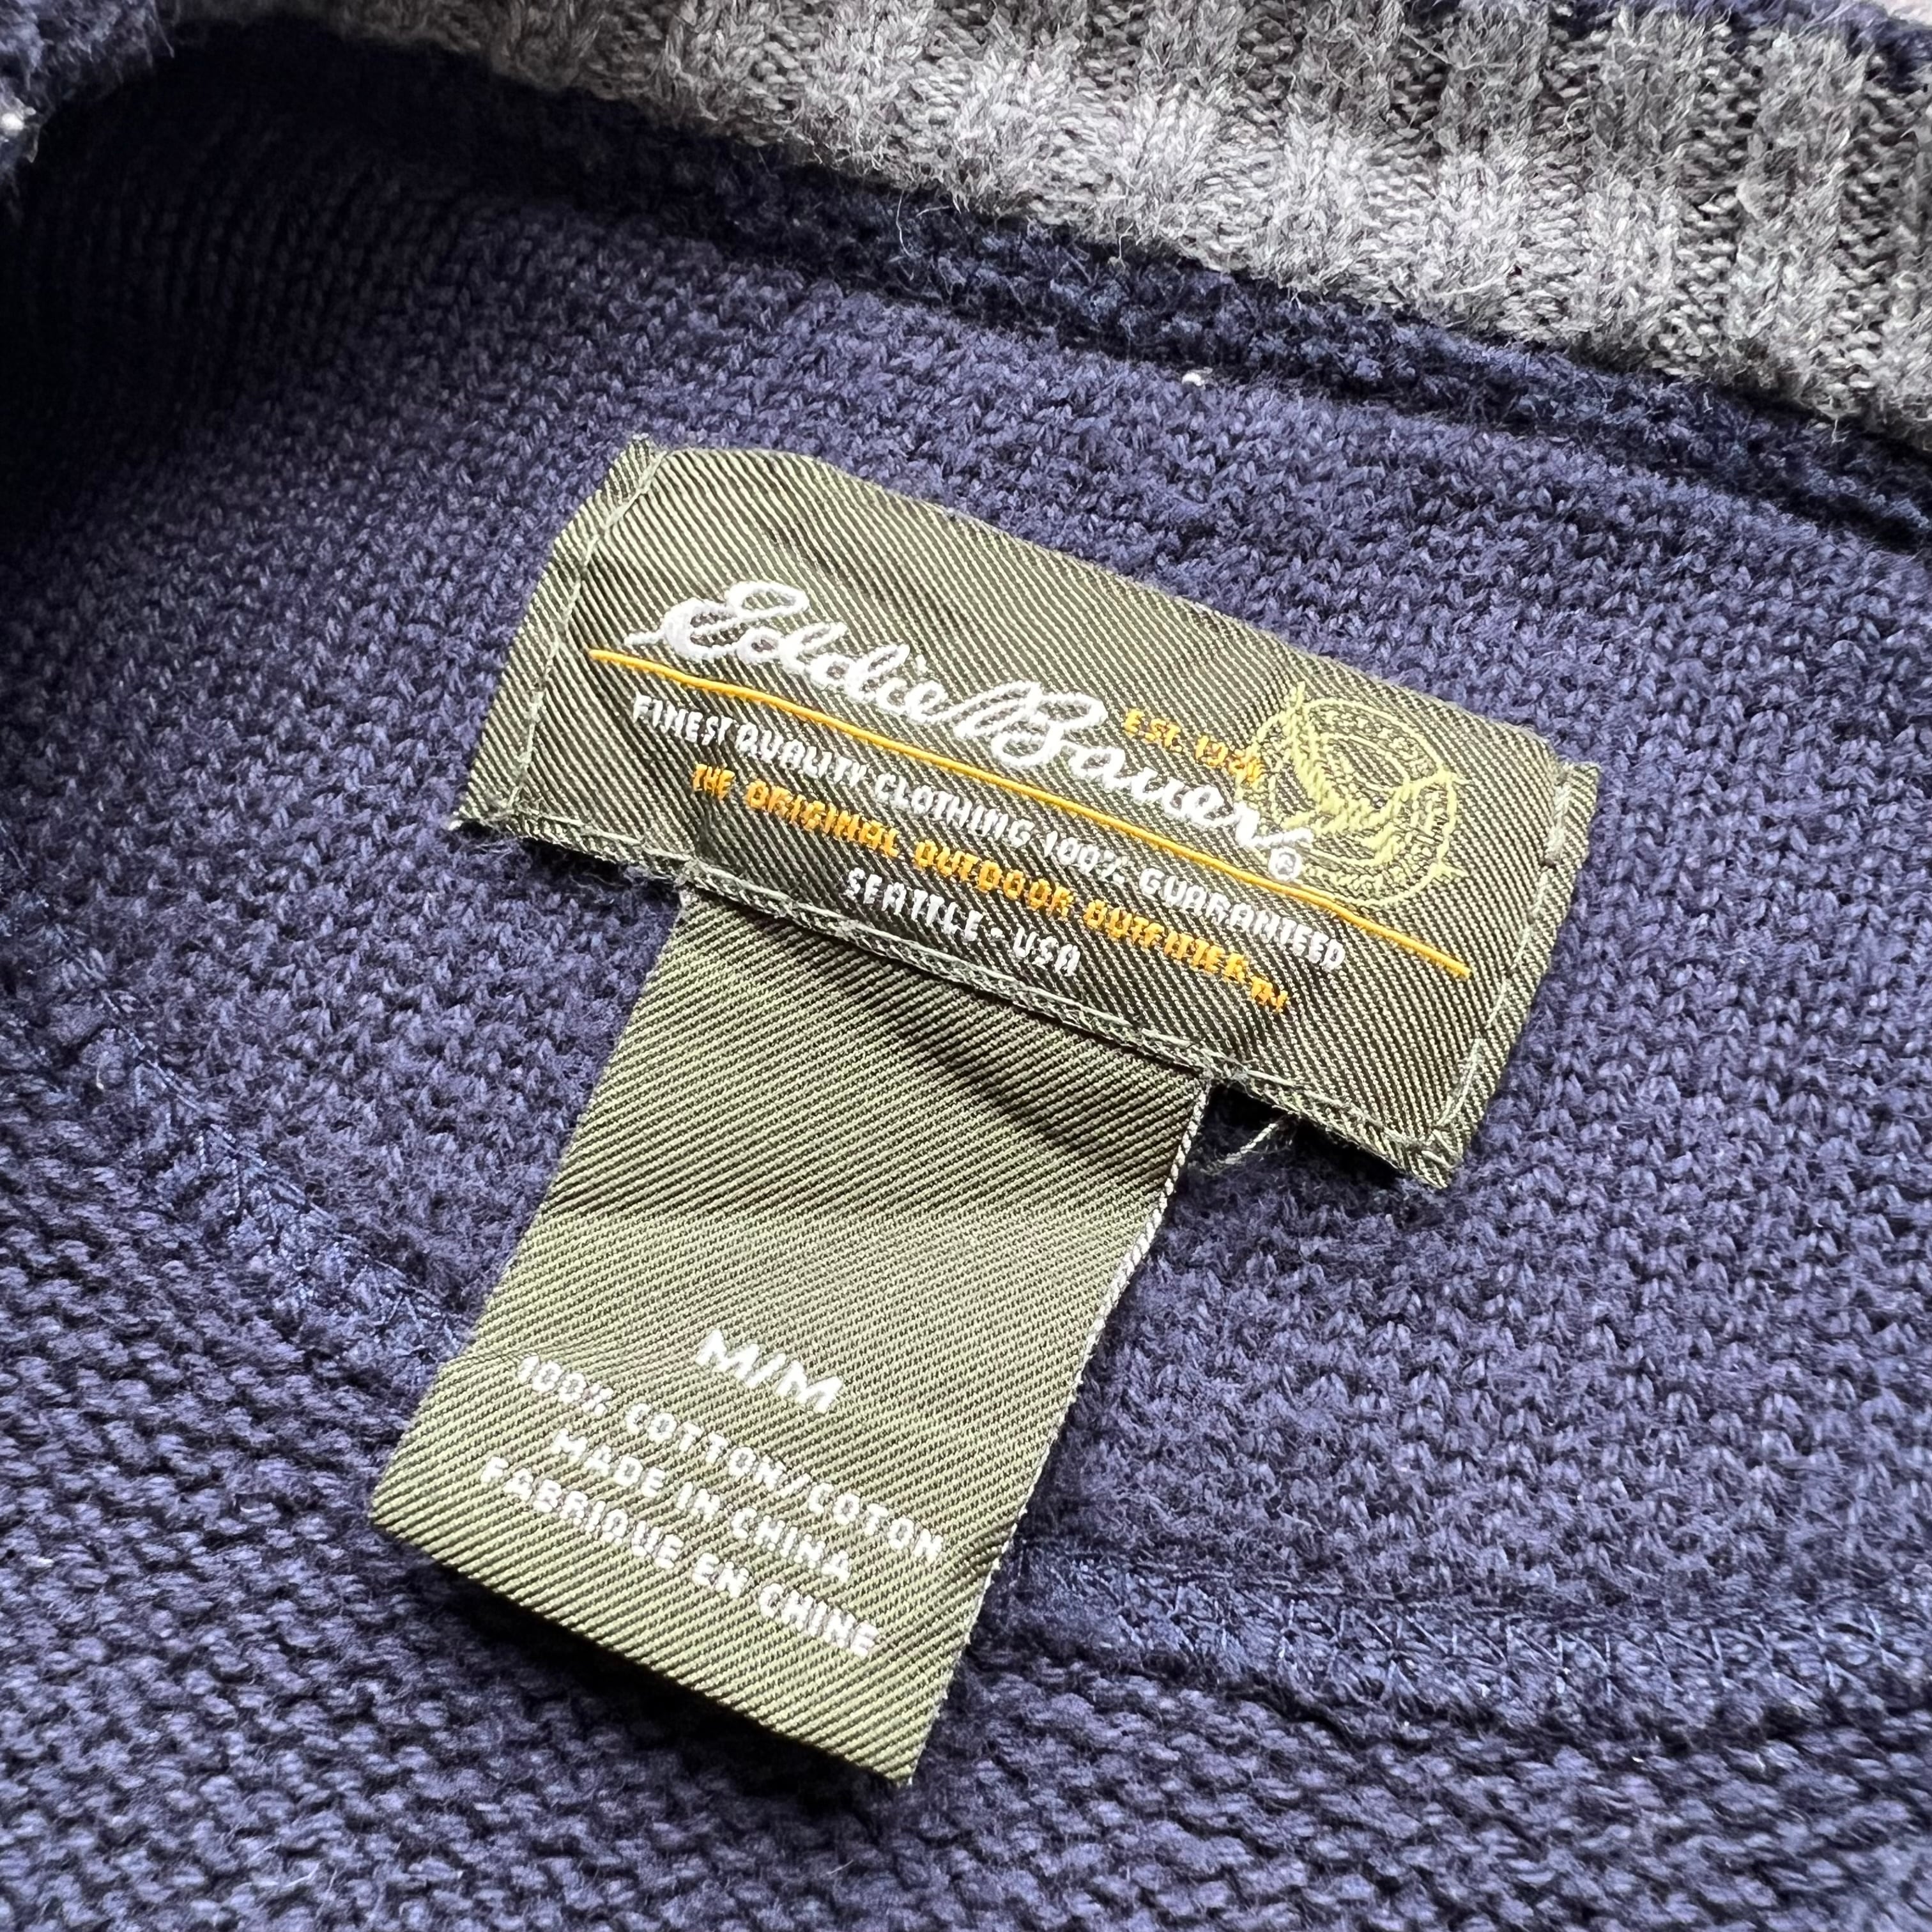 Eddie Bauer®
EST. 1920
FINEST QUALITY CLOTHING 100% GUARANTEED
THE ORIGINAL OUTDOOR OUTFITTER™
SEATTLE - USA
M/M
100% COTTON/COTON
MADE IN CHINA
FABRIQUE EN CHINE